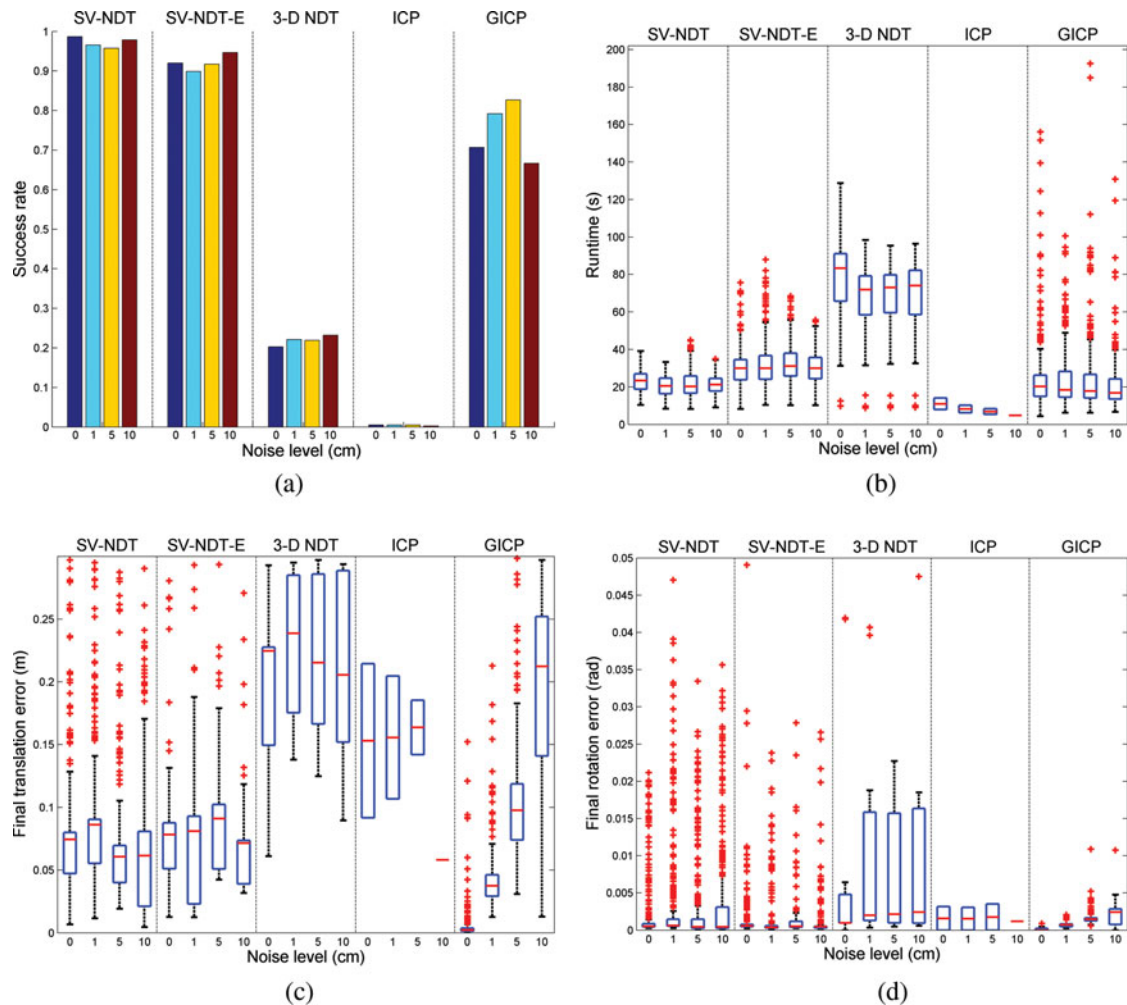 SV-NDT SV-NDT-E 3-D NDT ICP GICP
1
0.9
0.8
0.7
0.6
0.5
0.4
0.3
0.2
0.1
0
Success rate
0 1 5 10 0 1 5 10 0 1 5 10 0 1 5 10 0 1 5 10
Noise level (cm)
(a)
SV-NDT SV-NDT-E 3-D NDT ICP GICP
200
180
160
140
120
100
80
60
40
20
0
Runtime (s)
0 1 5 10 0 1 5 10 0 1 5 10 0 1 5 10 0 1 5 10
Noise level (cm)
(b)
SV-NDT SV-NDT-E 3-D NDT ICP GICP
0.25
0.2
0.15
0.1
0.05
0
Final translation error (m)
0 1 5 10 0 1 5 10 0 1 5 10 0 1 5 10 0 1 5 10
Noise level (cm)
(c)
SV-NDT SV-NDT-E 3-D NDT ICP GICP
0.05
0.045
0.04
0.035
0.03
0.025
0.02
0.015
0.01
0.005
0
Final rotation error (rad)
0 1 5 10 0 1 5 10 0 1 5 10 0 1 5 10 0 1 5 10
Noise level (cm)
(d)